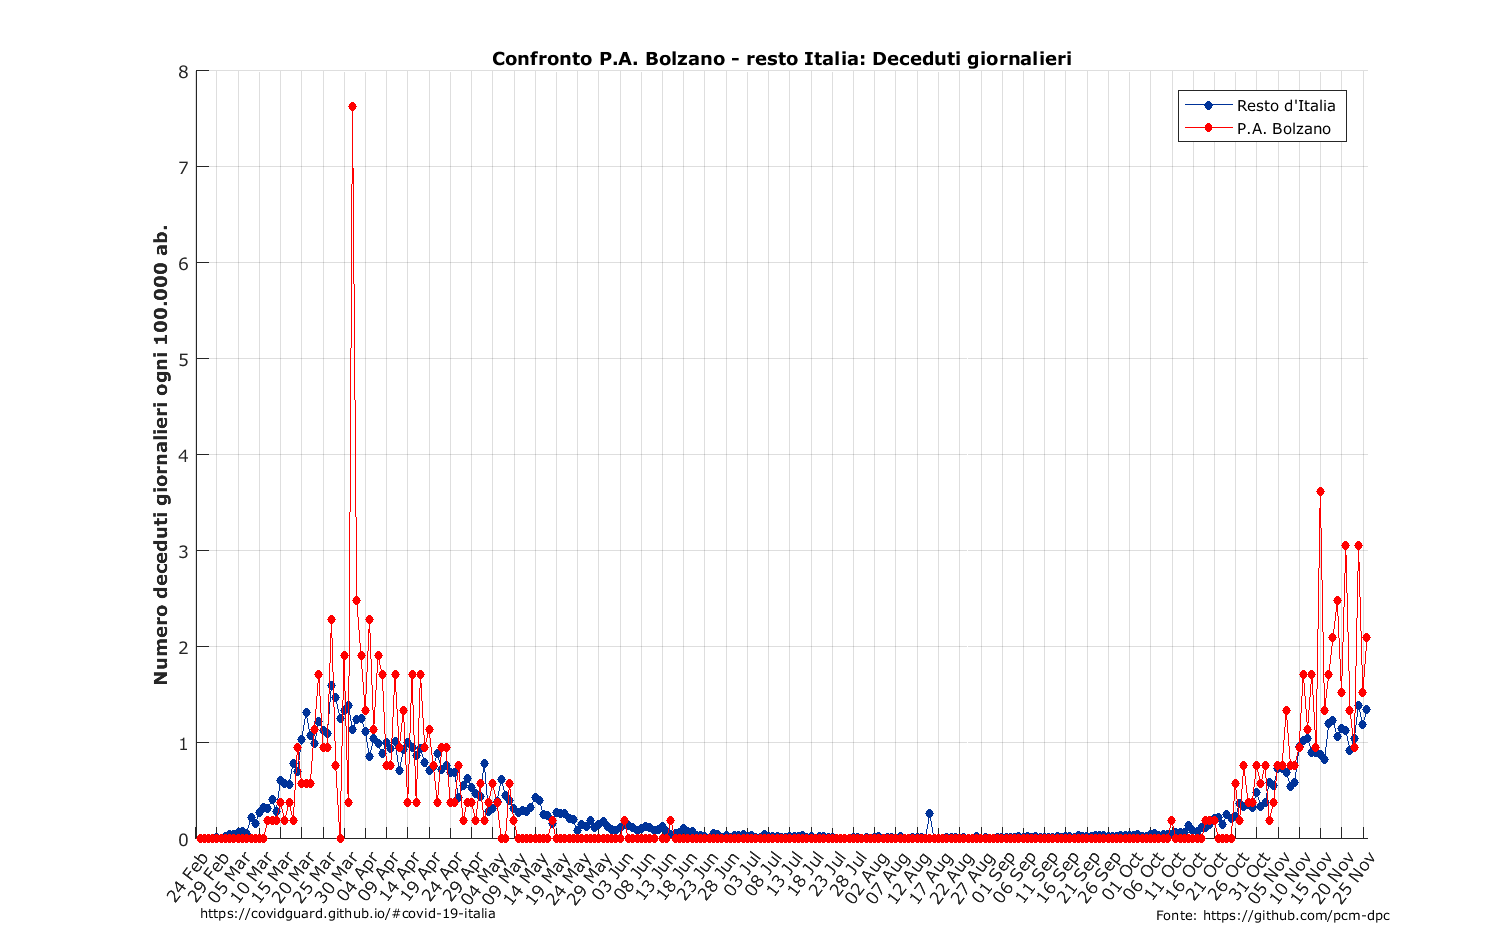 Confronto P.A. Bolzano - resto Italia: Deceduti giornalieri
Resto d'Italia
P.A. Bolzano
Numero deceduti giornalieri ogni 100.000 ab.
8
7
6
5
4
3
2
1
0
24 Feb
29 Feb
05 Mar
10 Mar
15 Mar
20 Mar
25 Mar
30 Mar
04 Apr
09 Apr
14 Apr
19 Apr
24 Apr
29 Apr
04 May
09 May
14 May
19 May
24 May
29 May
03 Jun
08 Jun
13 Jun
18 Jun
23 Jun
28 Jun
03 Jul
08 Jul
13 Jul
18 Jul
23 Jul
28 Jul
02 Aug
07 Aug
12 Aug
17 Aug
22 Aug
27 Aug
01 Sep
06 Sep
11 Sep
16 Sep
21 Sep
26 Sep
01 Oct
06 Oct
11 Oct
16 Oct
21 Oct
26 Oct
31 Oct
05 Nov
10 Nov
15 Nov
20 Nov
25 Nov
https://covidguard.github.io/#covid-19-italia
Fonte: https://github.com/pcm-dpc